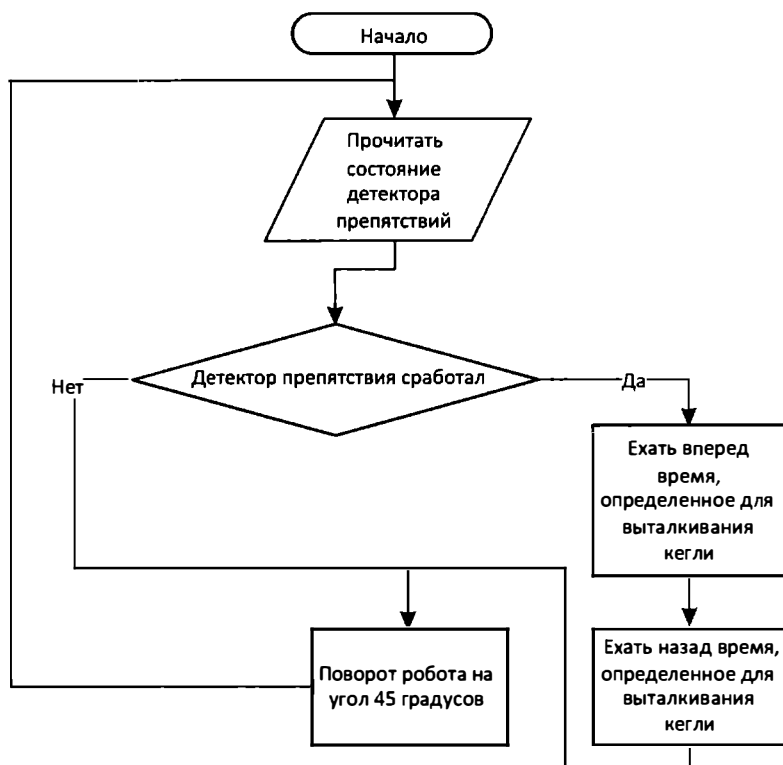 Начало
Прочитать
состояние
детектора
препятствий
Детектор препятствия сработал
Нет
Да
Ехать вперед
время,
определенное для
выталкивания
кегли
Поворот робота на
угол 45 градусов
Ехать назад время,
определенное для
выталкивания
кегли